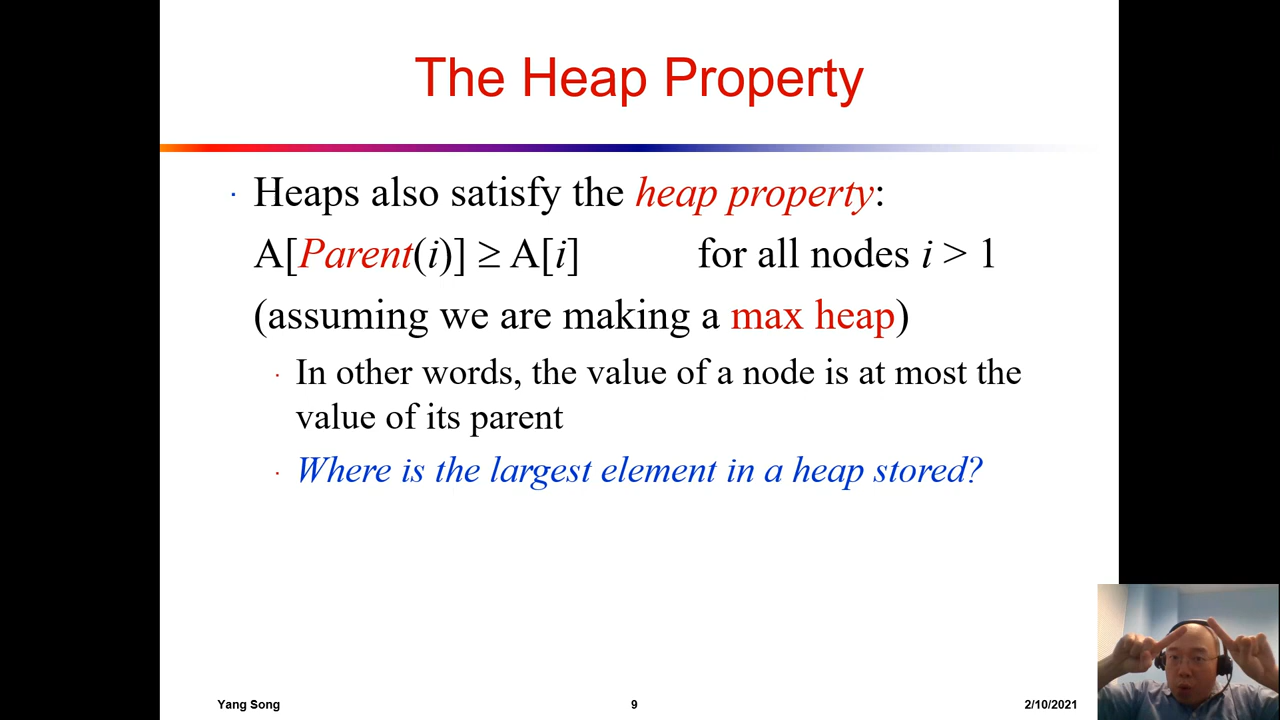 The Heap Property
· Heaps also satisfy the heap property:
A[Parent(i)] ≥ A[i] for all nodes i > 1
(assuming we are making a max heap)
· In other words, the value of a node is at most the
value of its parent
· Where is the largest element in a heap stored?
Yang Song 9 2/10/2021